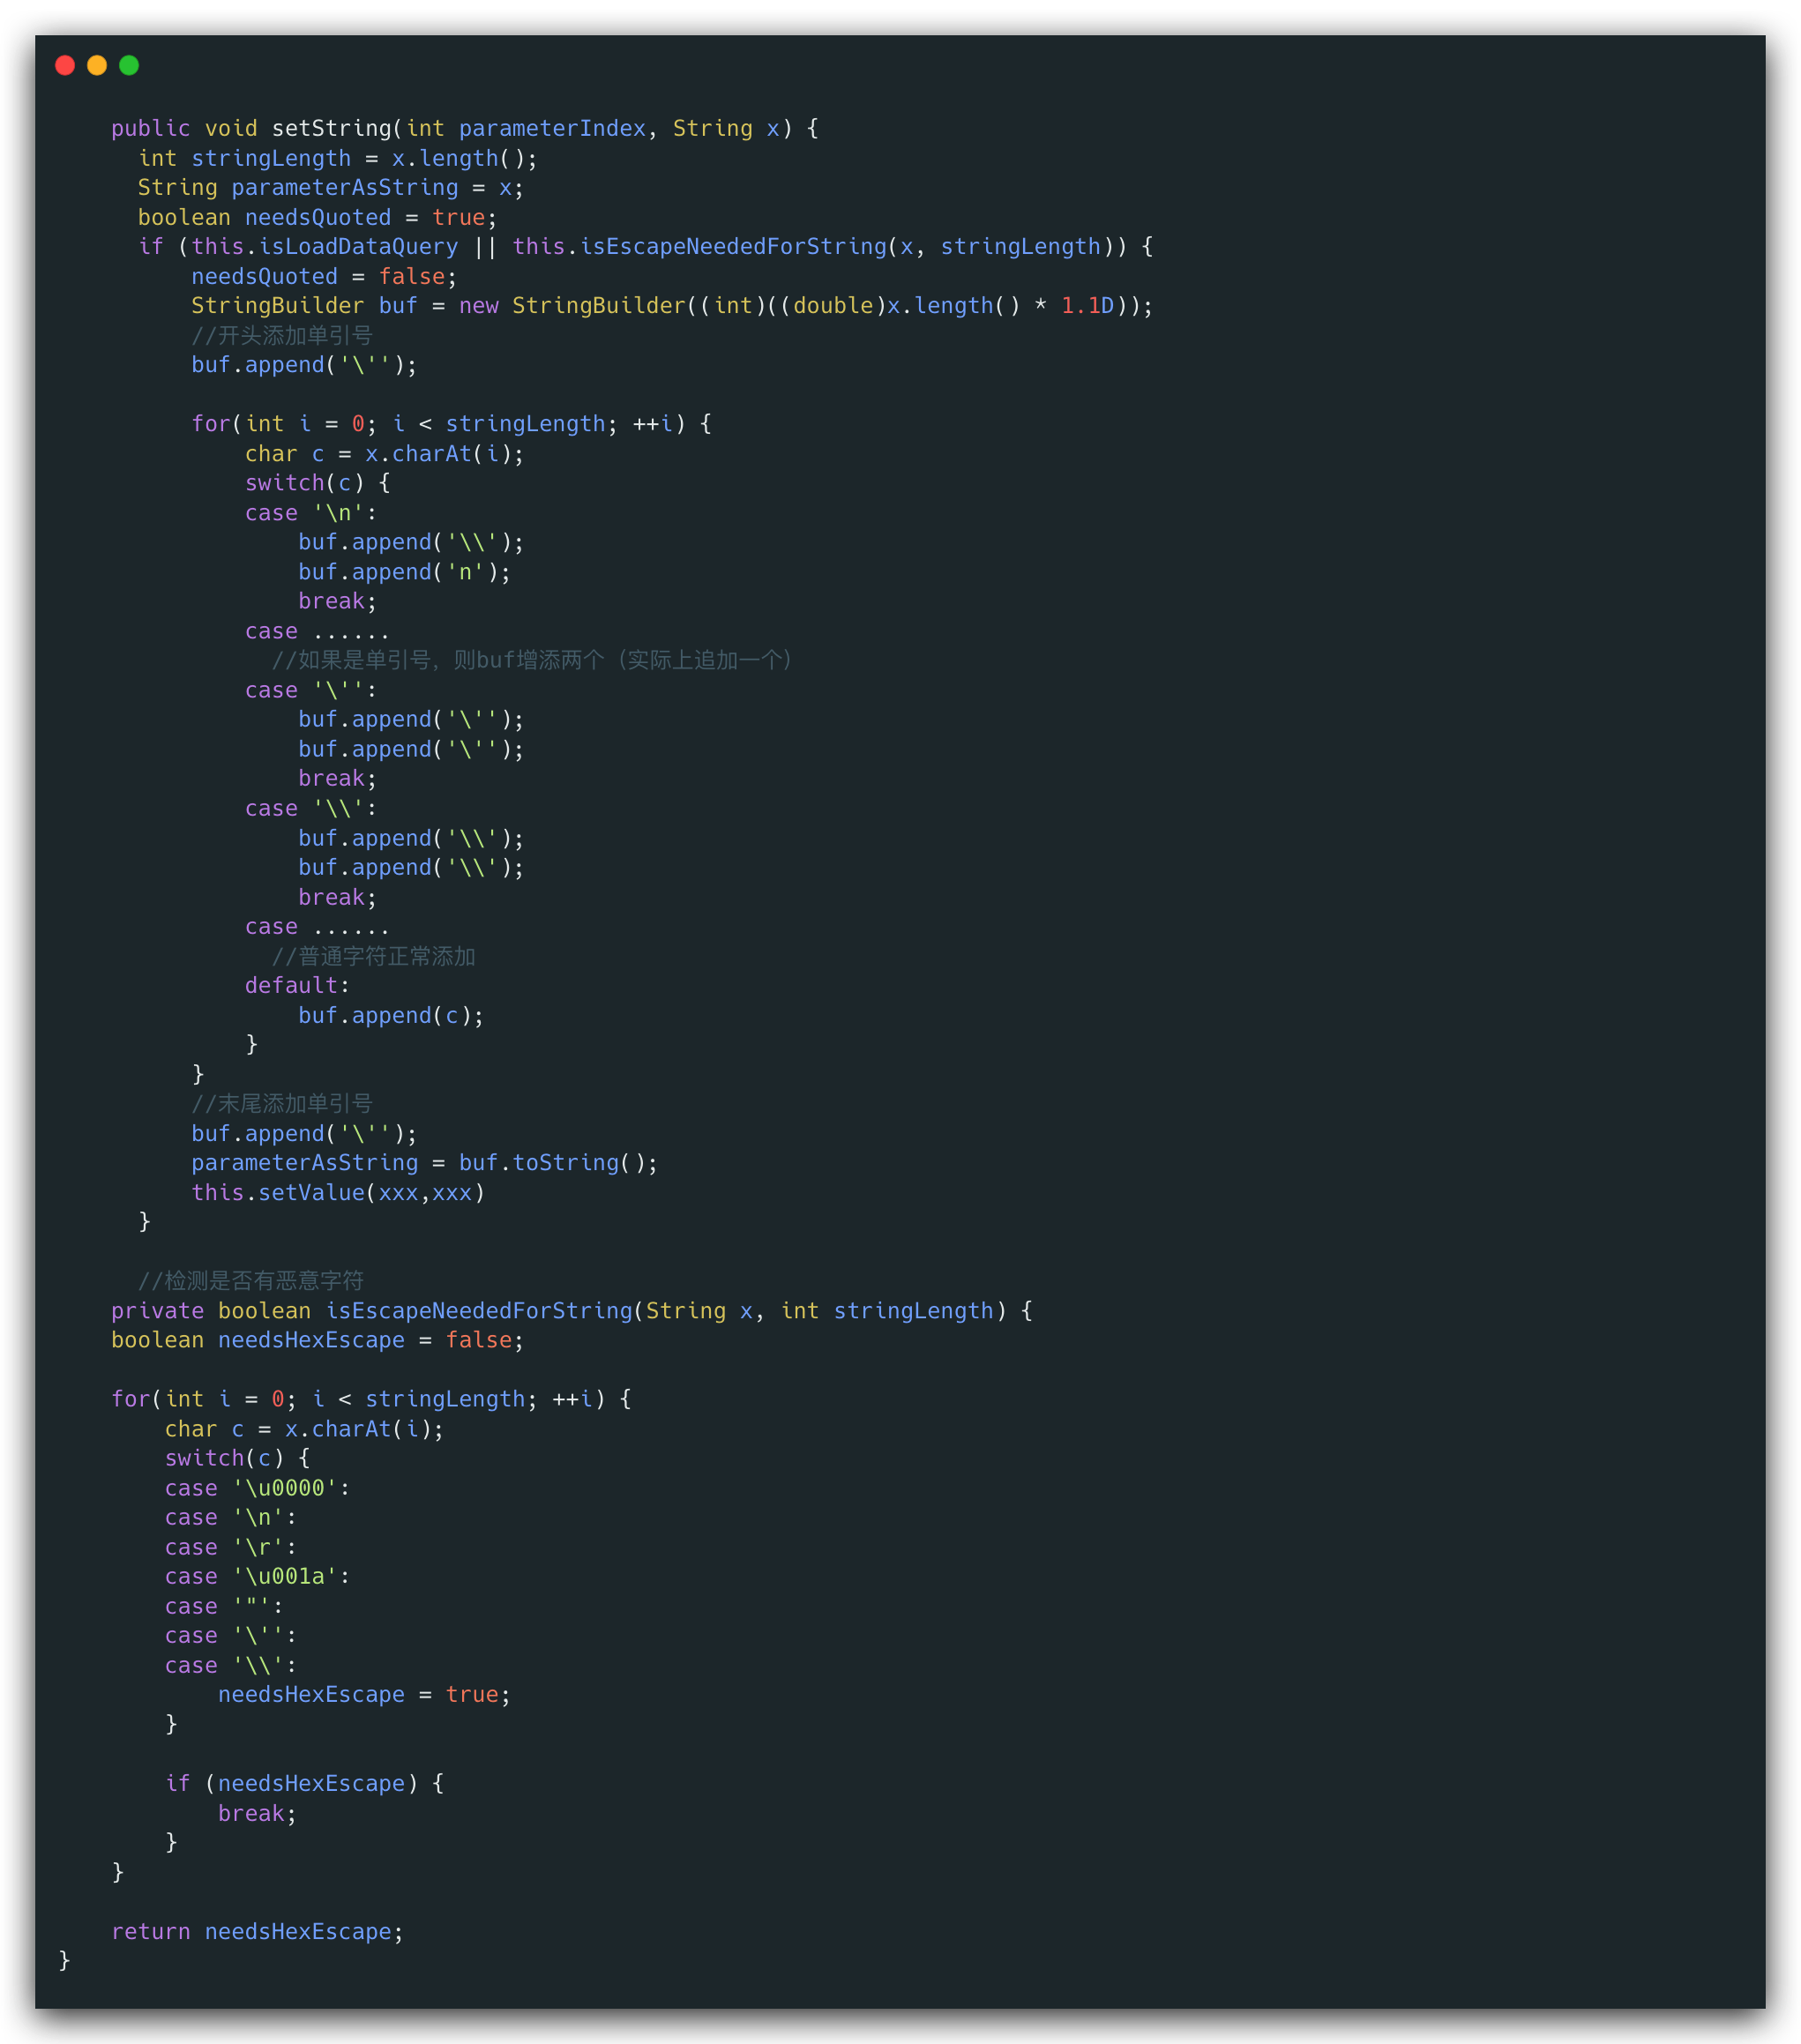 public void setString(int parameterIndex, String x) {
int stringLength = x.length();
String parameterAsString = x;
boolean needsQuoted = true;
if (this.isLoadDataQuery || this.isEscapeNeededForString(x, stringLength)) {
needsQuoted = false;
StringBuilder buf = new StringBuilder((int)((double)x.length() * 1.1D));
//开头添加单引号
buf.append('\'');
for(int i = 0; i < stringLength; ++i) {
char c = x.charAt(i);
switch(c) {
case '\n':
buf.append('\\');
buf.append('n');
break;
case ......
//如果是单引号，则buf增添两个（实际上追加一个）
case '\'':
buf.append('\'');
buf.append('\'');
break;
case '\\':
buf.append('\\');
buf.append('\\');
break;
case ......
//普通字符正常添加
default:
buf.append(c);
}
}
//末尾添加单引号
buf.append('\'');
parameterAsString = buf.toString();
this.setValue(xxx,xxx)
}
//检测是否有恶意字符
private boolean isEscapeNeededForString(String x, int stringLength) {
boolean needsHexEscape = false;
for(int i = 0; i < stringLength; ++i) {
char c = x.charAt(i);
switch(c) {
case '\u0000':
case '\n':
case '\r':
case '\u001a':
case '"':
case '\'':
case '\\':
needsHexEscape = true;
}
if (needsHexEscape) {
break;
}
}
return needsHexEscape;
}